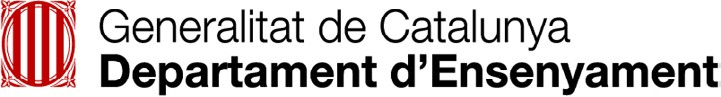 Generalitat de Catalunya
Departament d'Ensenyament